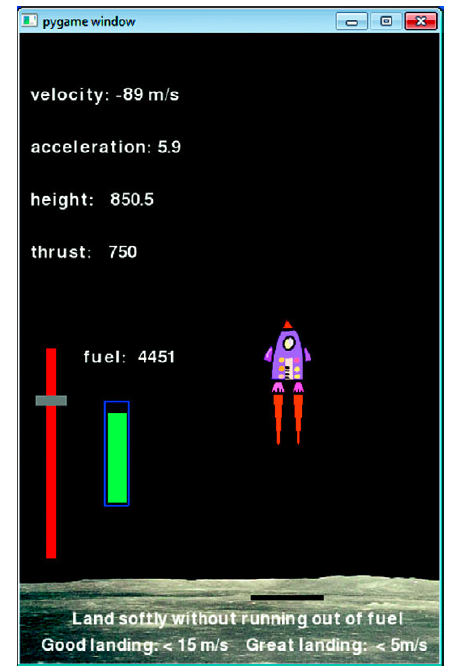 pygame window
velocity: -89 m/s
acceleration: 5.9
height: 850.5
thrust: 750
fuel: 4451
Land softly without running out of fuel
Good landing: < 15 m/s Great landing: < 5m/s